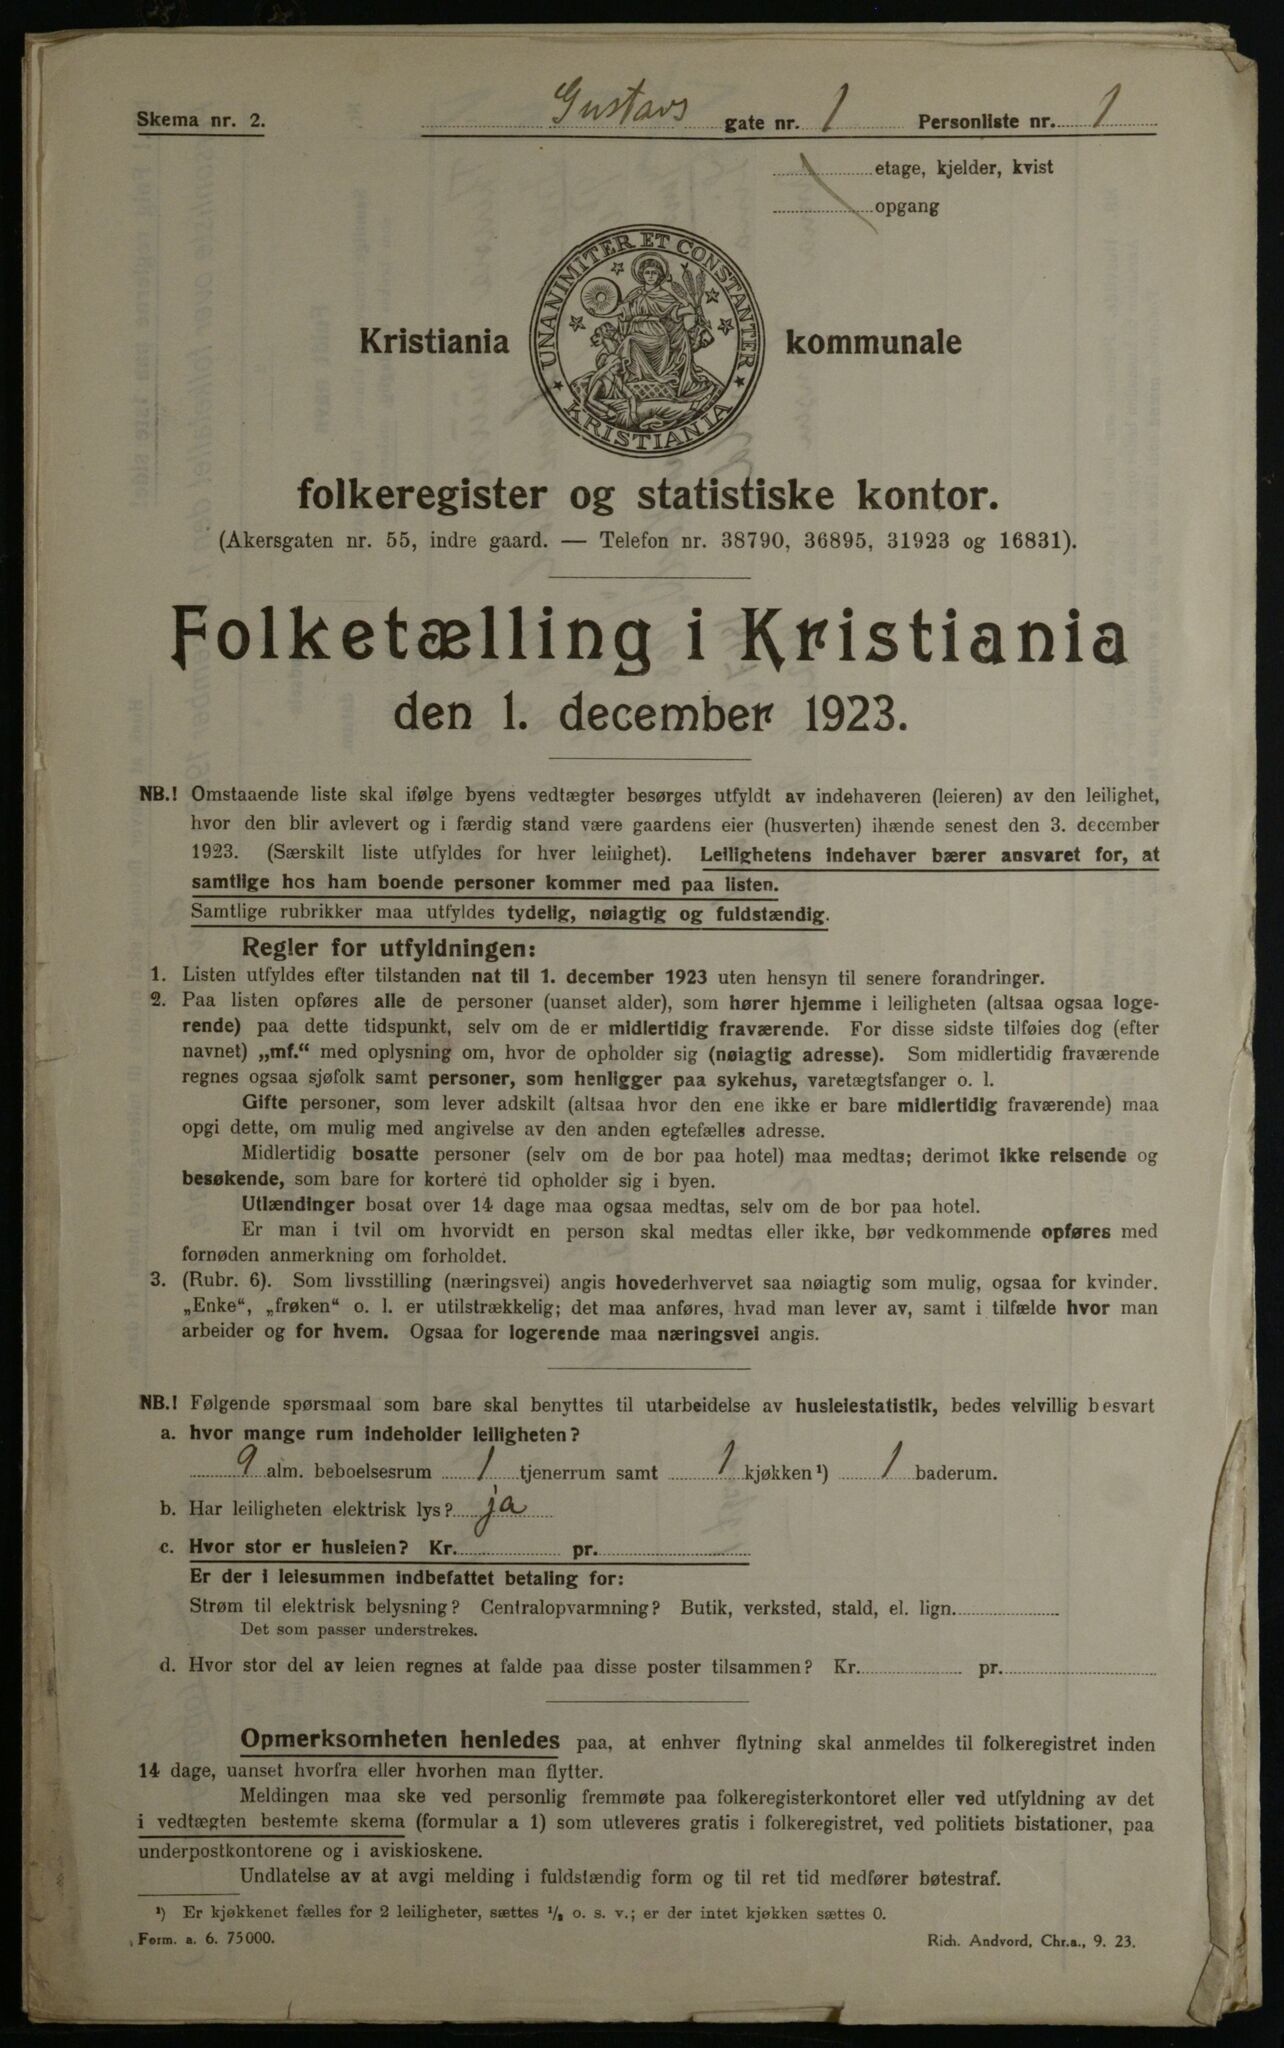 Skema nr. 2.
Gustavs gate nr. 1 Personliste nr. 1
etage, kjelder, kvist
opgang
UNANIMITER ET CONSTANTER
KRISTIANIA
Kristiania kommunale
folkeregister og statistiske kontor.
(Akersgaten nr. 55, indre gaard. — Telefon nr. 38790, 36895, 31923 og 16831).
Folketælling i Kristiania
den 1. december 1923.
NB.! Omstaaende liste skal ifølge byens vedtægter besørges utfyldt av indehaveren (leieren) av den leilighet,
hvor den blir avlevert og i færdig stand være gaardens eier (husverten) ihænde senest den 3. december
1923. (Særskilt liste utfyldes for hver leilighet). Leilighetens indehaver bærer ansvaret for, at
samtlige hos ham boende personer kommer med paa listen.
Samtlige rubrikker maa utfyldes tydelig, nøiagtig og fuldstændig.
Regler for utfyldningen:
1. Listen utfyldes efter tilstanden nat til 1. december 1923 uten hensyn til senere forandringer.
2. Paa listen opføres alle de personer (uanset alder), som hører hjemme i leiligheten (altsaa ogsaa loge-
rende) paa dette tidspunkt, selv om de er midlertidig fraværende. For disse sidste tilføies dog (efter
navnet) „mf.“ med oplysning om, hvor de opholder sig (nøiagtig adresse). Som midlertidig fraværende
regnes ogsaa sjøfolk samt personer, som henligger paa sykehus, varetægtsfanger o. l.
Gifte personer, som lever adskilt (altsaa hvor den ene ikke er bare midlertidig fraværende) maa
opgi dette, om mulig med angivelse av den anden egtefælles adresse.
Midlertidig bosatte personer (selv om de bor paa hotel) maa medtas; derimot ikke reisende og
besøkende, som bare for kortere tid opholder sig i byen.
Utlændinger bosat over 14 dage maa ogsaa medtas, selv om de bor paa hotel.
Er man i tvil om hvorvidt en person skal medtas eller ikke, bør vedkommende opføres med
fornøden anmerkning om forholdet.
3. (Rubr. 6). Som livsstilling (næringsvei) angis hovederhvervet saa nøiagtig som mulig, ogsaa for kvinder.
„Enke“, „frøken“ o. l. er utilstrækkelig; det maa anføres, hvad man lever av, samt i tilfælde hvor man
arbeider og for hvem. Ogsaa for logerende maa næringsvei angis.
NB.! Følgende spørsmaal som bare skal benyttes til utarbeidelse av husleiestatistik, bedes velvillig besvart
a. hvor mange rum indeholder leiligheten?
9 alm. beboelsesrum 1 tjenerrum samt 1 kjøkken¹) 1 baderum.
b. Har leiligheten elektrisk lys? ja
c. Hvor stor er husleien? Kr. pr.
Er der i leiesummen indbefattet betaling for:
Strøm til elektrisk belysning? Centralopvarmning? Butik, verksted, stald, el. lign.
Det som passer understrekes.
d. Hvor stor del av leien regnes at falde paa disse poster tilsammen? Kr. pr.
Opmerksomheten henledes paa, at enhver flytning skal anmeldes til folkeregistret inden
14 dage, uanset hvorfra eller hvorhen man flytter.
Meldingen maa ske ved personlig fremmøte paa folkeregisterkontoret eller ved utfyldning av det
i vedtægten bestemte skema (formular a 1) som utleveres gratis i folkeregistret, ved politiets bistationer, paa
underpostkontorene og i aviskioskene.
Undlatelse av at avgi melding i fuldstændig form og til ret tid medfører bøtestraf.
¹) Er kjøkkenet fælles for 2 leiligheter, sættes ½ o. s. v.; er der intet kjøkken sættes 0.
Form. a. 6. 75000.
Rich. Andvord, Chr.a., 9. 23.